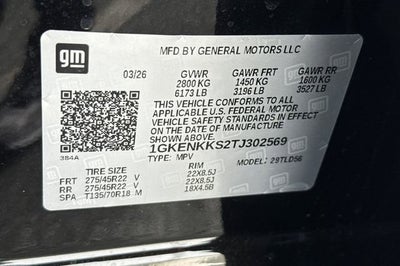 gm
MFD BY GENERAL MOTORS LLC
03/26 GVWR GAWR FRT GAWR RR
2800 KG 1450 KG 1600 KG
6173 LB 3196 LB 3527 LB
THIS VEHICLE CONFORMS TO ALL
APPLICABLE U.S. FEDERAL MOTOR
VEHICLE SAFETY STANDARDS IN EFFECT
ON THE DATE OF MANUFACTURE
SHOWN ABOVE.
1GKENKKS2TJ302569
384A TYPE: MPV MODEL: 29TLD56
TIRE SIZE RIM
FRT 275/45R22 V 22X8.5J
RR 275/45R22 V 22X8.5J
SPA T135/70R18 M 18X4.5B